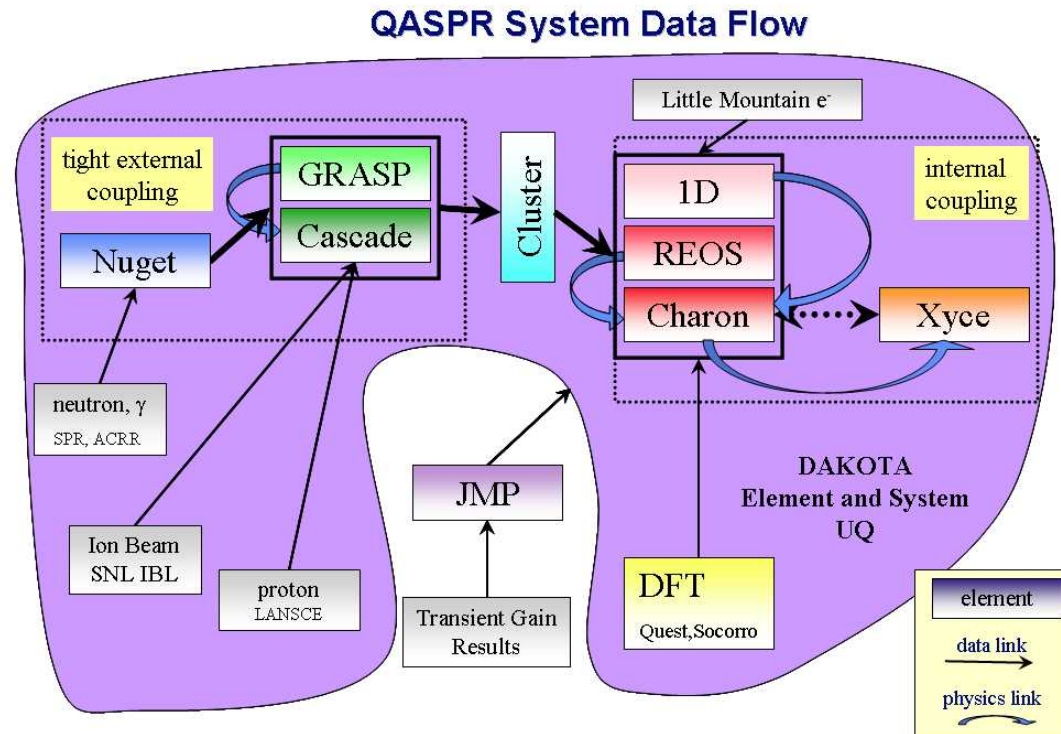 QASPR System Data Flow
Little Mountain e-
tight external
coupling
GRASP
Cascade
Nuget
Cluster
1D
REOS
Charon
internal
coupling
Xyce
neutron, γ
SPR, ACRR
Ion Beam
SNL IBL
proton
LANSCE
JMP
Transient Gain
Results
DFT
Quest,Socorro
DAKOTA
Element and System
UQ
element
data link
physics link